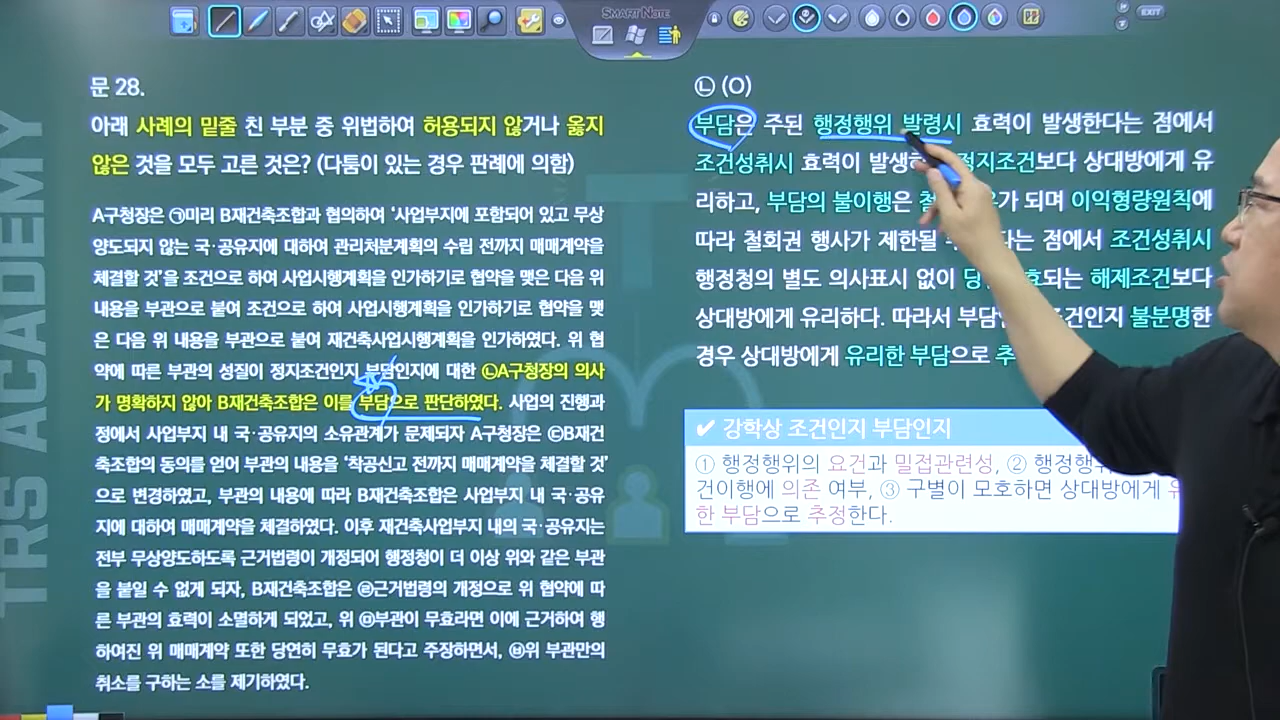 SMART NOTE
EXIT
TRS ACADEMY
문 28.
아래 사례의 밑줄 친 부분 중 위법하여 허용되지 않거나 옳지
않은 것을 모두 고른 것은? (다툼이 있는 경우 판례에 의함)
A구청장은 ㉠미리 B재건축조합과 협의하여 ‘사업부지에 포함되어 있고 무상
양도되지 않는 국·공유지에 대하여 관리처분계획의 수립 전까지 매매계약을
체결할 것’을 조건으로 하여 사업시행계획을 인가하기로 협약을 맺은 다음 위
내용을 부관으로 붙여 조건으로 하여 사업시행계획을 인가하기로 협약을 맺
은 다음 위 내용을 부관으로 붙여 재건축사업시행계획을 인가하였다. 위 협
약에 따른 부관의 성질이 정지조건인지 부담인지에 대한 ㉡A구청장의 의사
가 명확하지 않아 B재건축조합은 이를 부담으로 판단하였다. 사업의 진행과
정에서 사업부지 내 국·공유지의 소유관계가 문제되자 A구청장은 ㉢B재건
축조합의 동의를 얻어 부관의 내용을 ‘착공신고 전까지 매매계약을 체결할 것’
으로 변경하였고, 부관의 내용에 따라 B재건축조합은 사업부지 내 국·공유
지에 대하여 매매계약을 체결하였다. 이후 재건축사업부지 내의 국·공유지는
전부 무상양도하도록 근거법령이 개정되어 행정청이 더 이상 위와 같은 부관
을 붙일 수 없게 되자, B재건축조합은 ㉣근거법령의 개정으로 위 협약에 따
른 부관의 효력이 소멸하게 되었고, 위 ㉤부관이 무효라면 이에 근거하여 행
하여진 위 매매계약 또한 당연히 무효가 된다고 주장하면서, ㉥위 부관만의
취소를 구하는 소를 제기하였다.
㉡ (O)
부담은 주된 행정행위 발령시 효력이 발생한다는 점에서
조건성취시 효력이 발생하 정지조건보다 상대방에게 유
리하고, 부담의 불이행은 철 가 되며 이익형량원칙에
따라 철회권 행사가 제한될 다는 점에서 조건성취시
행정청의 별도 의사표시 없이 당 되는 해제조건보다
상대방에게 유리하다. 따라서 부담인 조건인지 불분명한
경우 상대방에게 유리한 부담으로 추
✔ 강학상 조건인지 부담인지
① 행정행위의 요건과 밀접관련성, ② 행정행위
건이행에 의존 여부, ③ 구별이 모호하면 상대방에게 유
한 부담으로 추정한다.